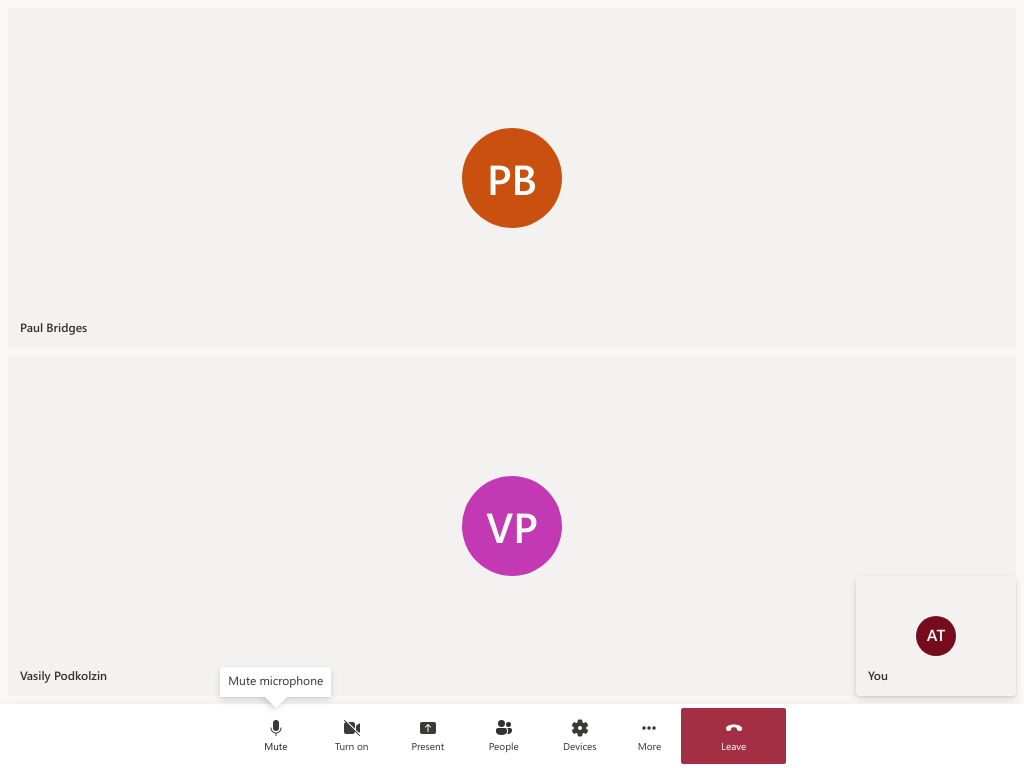 PB
Paul Bridges
VP
Vasily Podkolzin
AT
You
Mute microphone
Mute
Turn on
Present
People
Devices
More
Leave